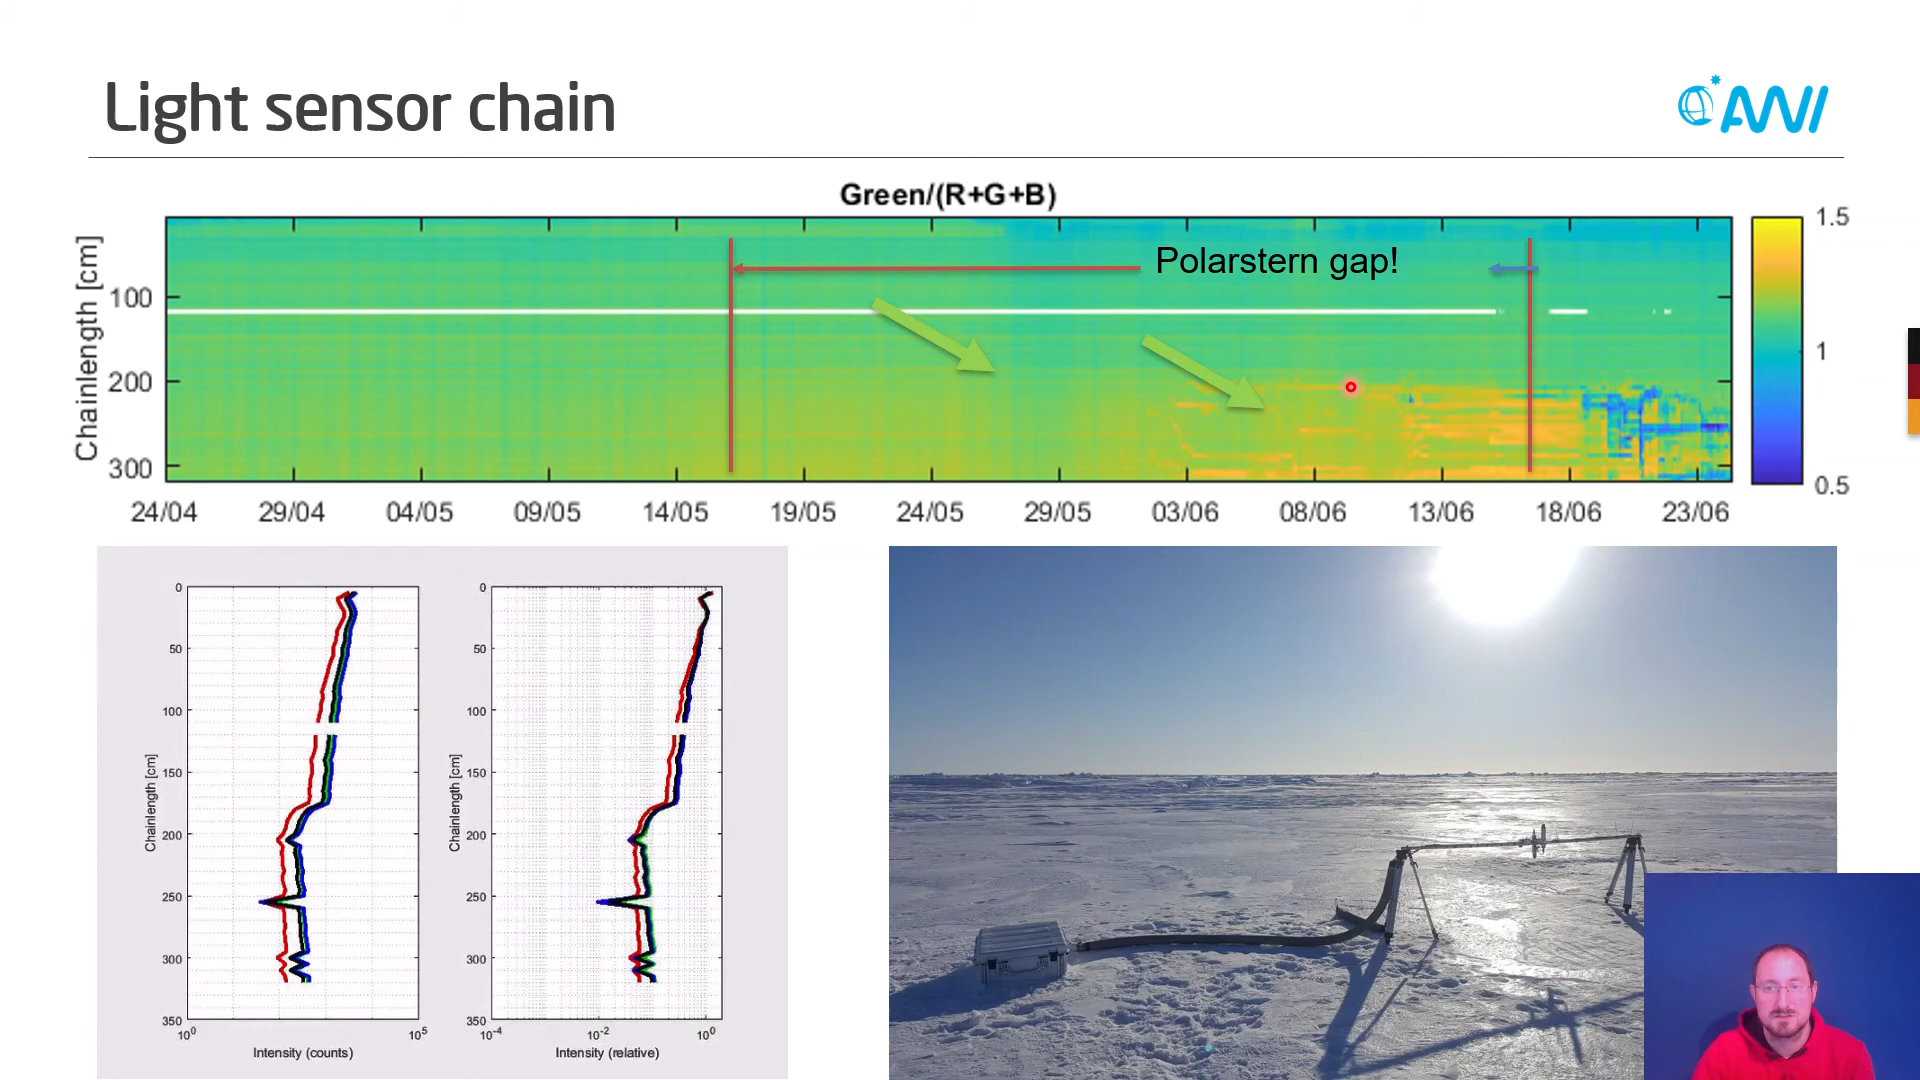 Light sensor chain
AWI
Green/(R+G+B)
Polarstern gap!
Chainlength [cm]
100
200
300
24/04 29/04 04/05 09/05 14/05 19/05 24/05 29/05 03/06 08/06 13/06 18/06 23/06
1.5
1
0.5
Chainlength [cm]
0
50
100
150
200
250
300
350
10^0 10^5
Intensity (counts)
Chainlength [cm]
0
50
100
150
200
250
300
350
10^-4 10^-2 10^0
Intensity (relative)